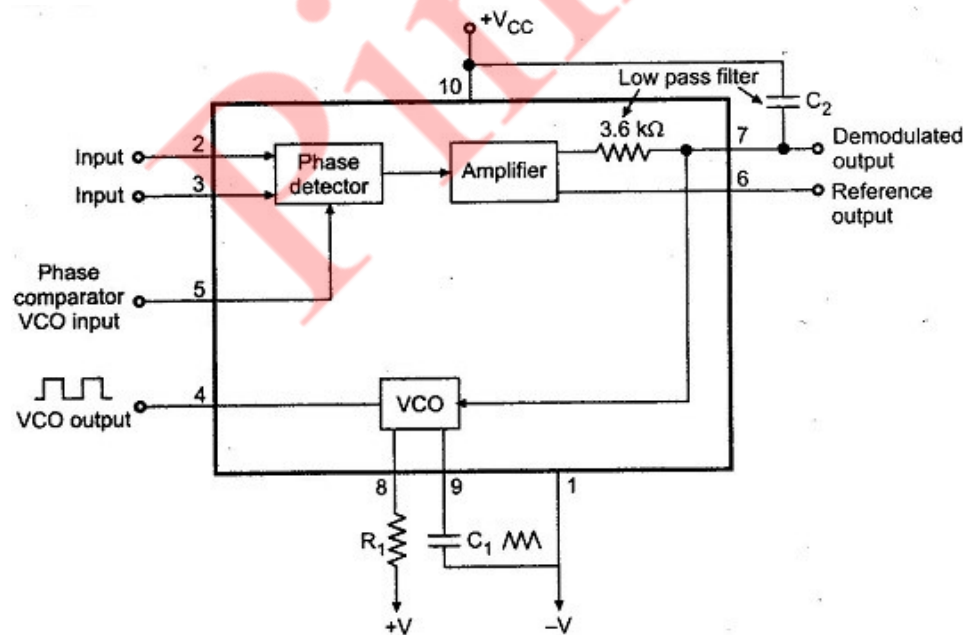 +VCC
10
Low pass filter
C2
3.6 kΩ
7
Demodulated
output
2
Input
Phase
detector
Amplifier
3
Input
6
Reference
output
Phase
comparator
VCO input
5
4
VCO output
VCO
8
9
1
R1
C1
+V
–V